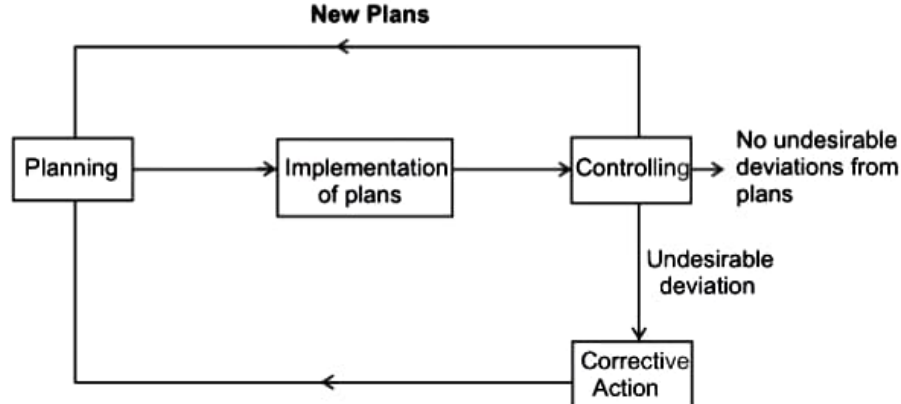 New Plans
Planning
Implementation
of plans
Controlling
No undesirable
deviations from
plans
Undesirable
deviation
Corrective
Action